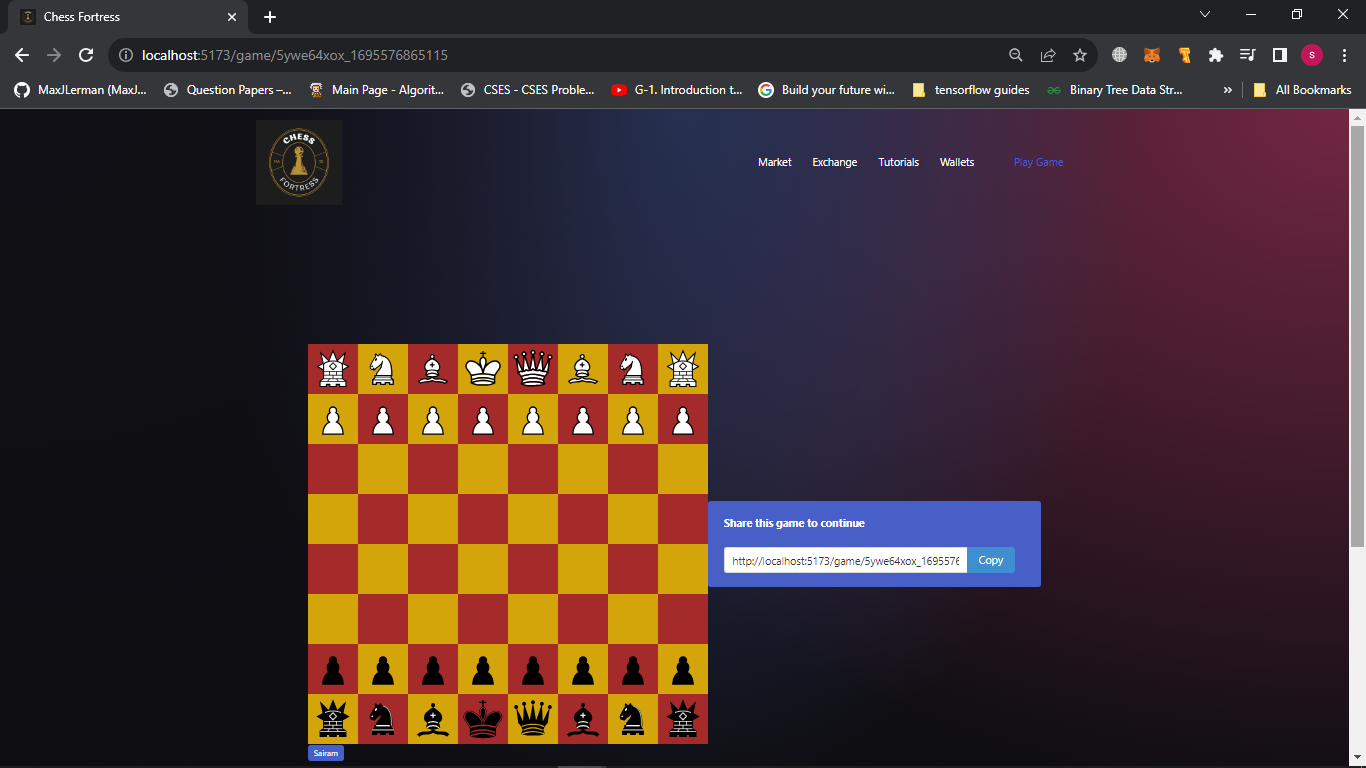 Chess Fortress
localhost:5173/game/5ywe64xox_1695576865115
S
MaxJLerman (MaxJ...
Question Papers –...
Main Page - Algorit...
CSES - CSES Proble...
G-1. Introduction t...
Build your future wi...
tensorflow guides
Binary Tree Data Str...
»
All Bookmarks
CHESS
FORTRESS
Market
Exchange
Tutorials
Wallets
Play Game
Share this game to continue
http://localhost:5173/game/5ywe64xox_1695576
Copy
Sairam